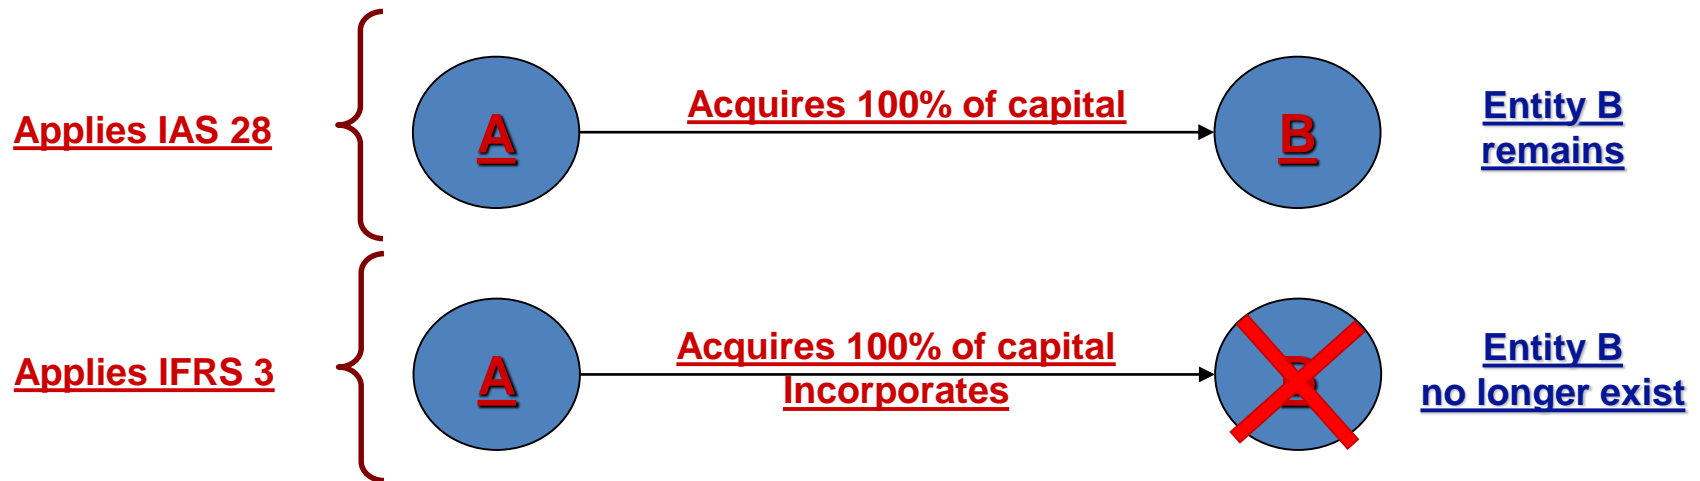 Applies IAS 28
A
Acquires 100% of capital
B
Entity B
remains
Applies IFRS 3
A
Acquires 100% of capital
Incorporates
Entity B
no longer exist